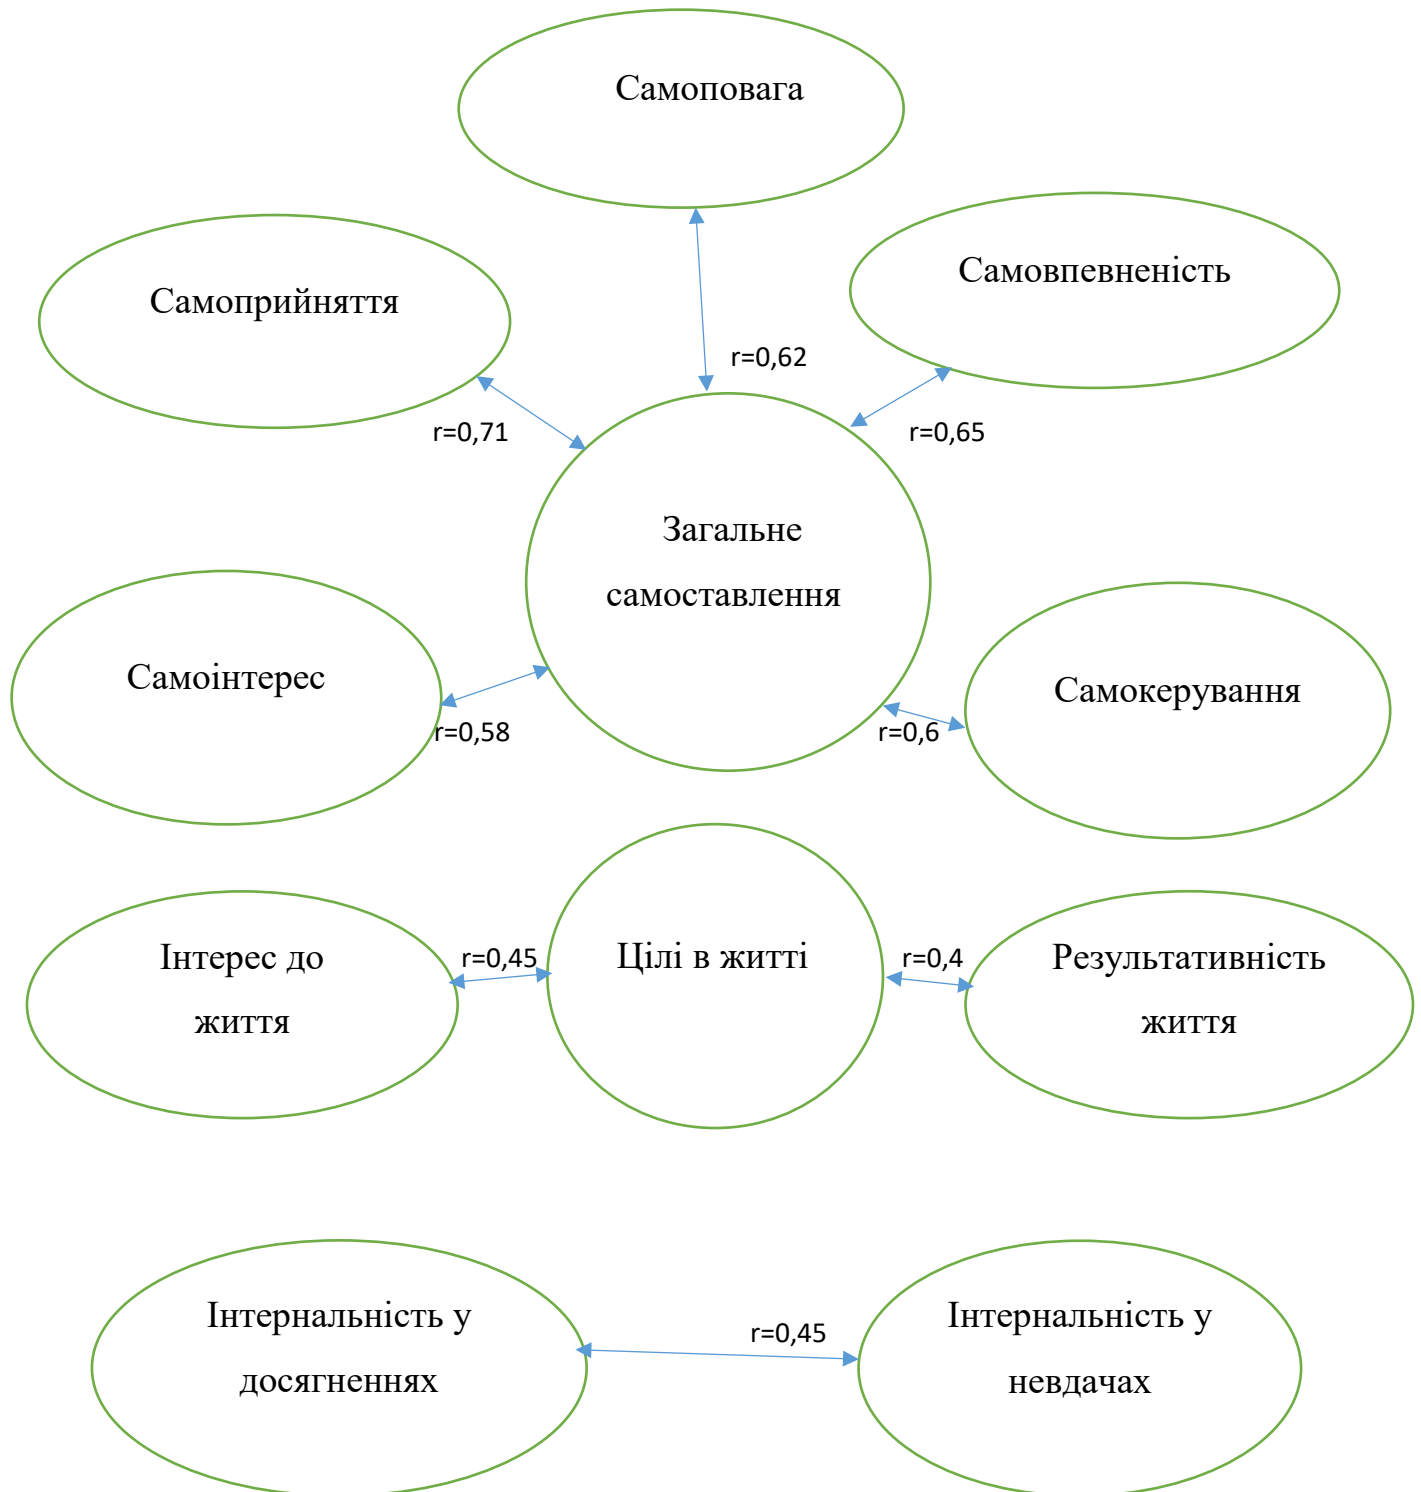 Самоповага
Самовпевненість
Самоприйняття
r=0,62
r=0,71
r=0,65
Загальне
самоставлення
Самоінтерес
Самокерування
r=0,58
r=0,6
Інтерес до
життя
r=0,45
Цілі в житті
r=0,4
Результативність
життя
Інтернальність у
досягненнях
r=0,45
Інтернальність у
невдачах